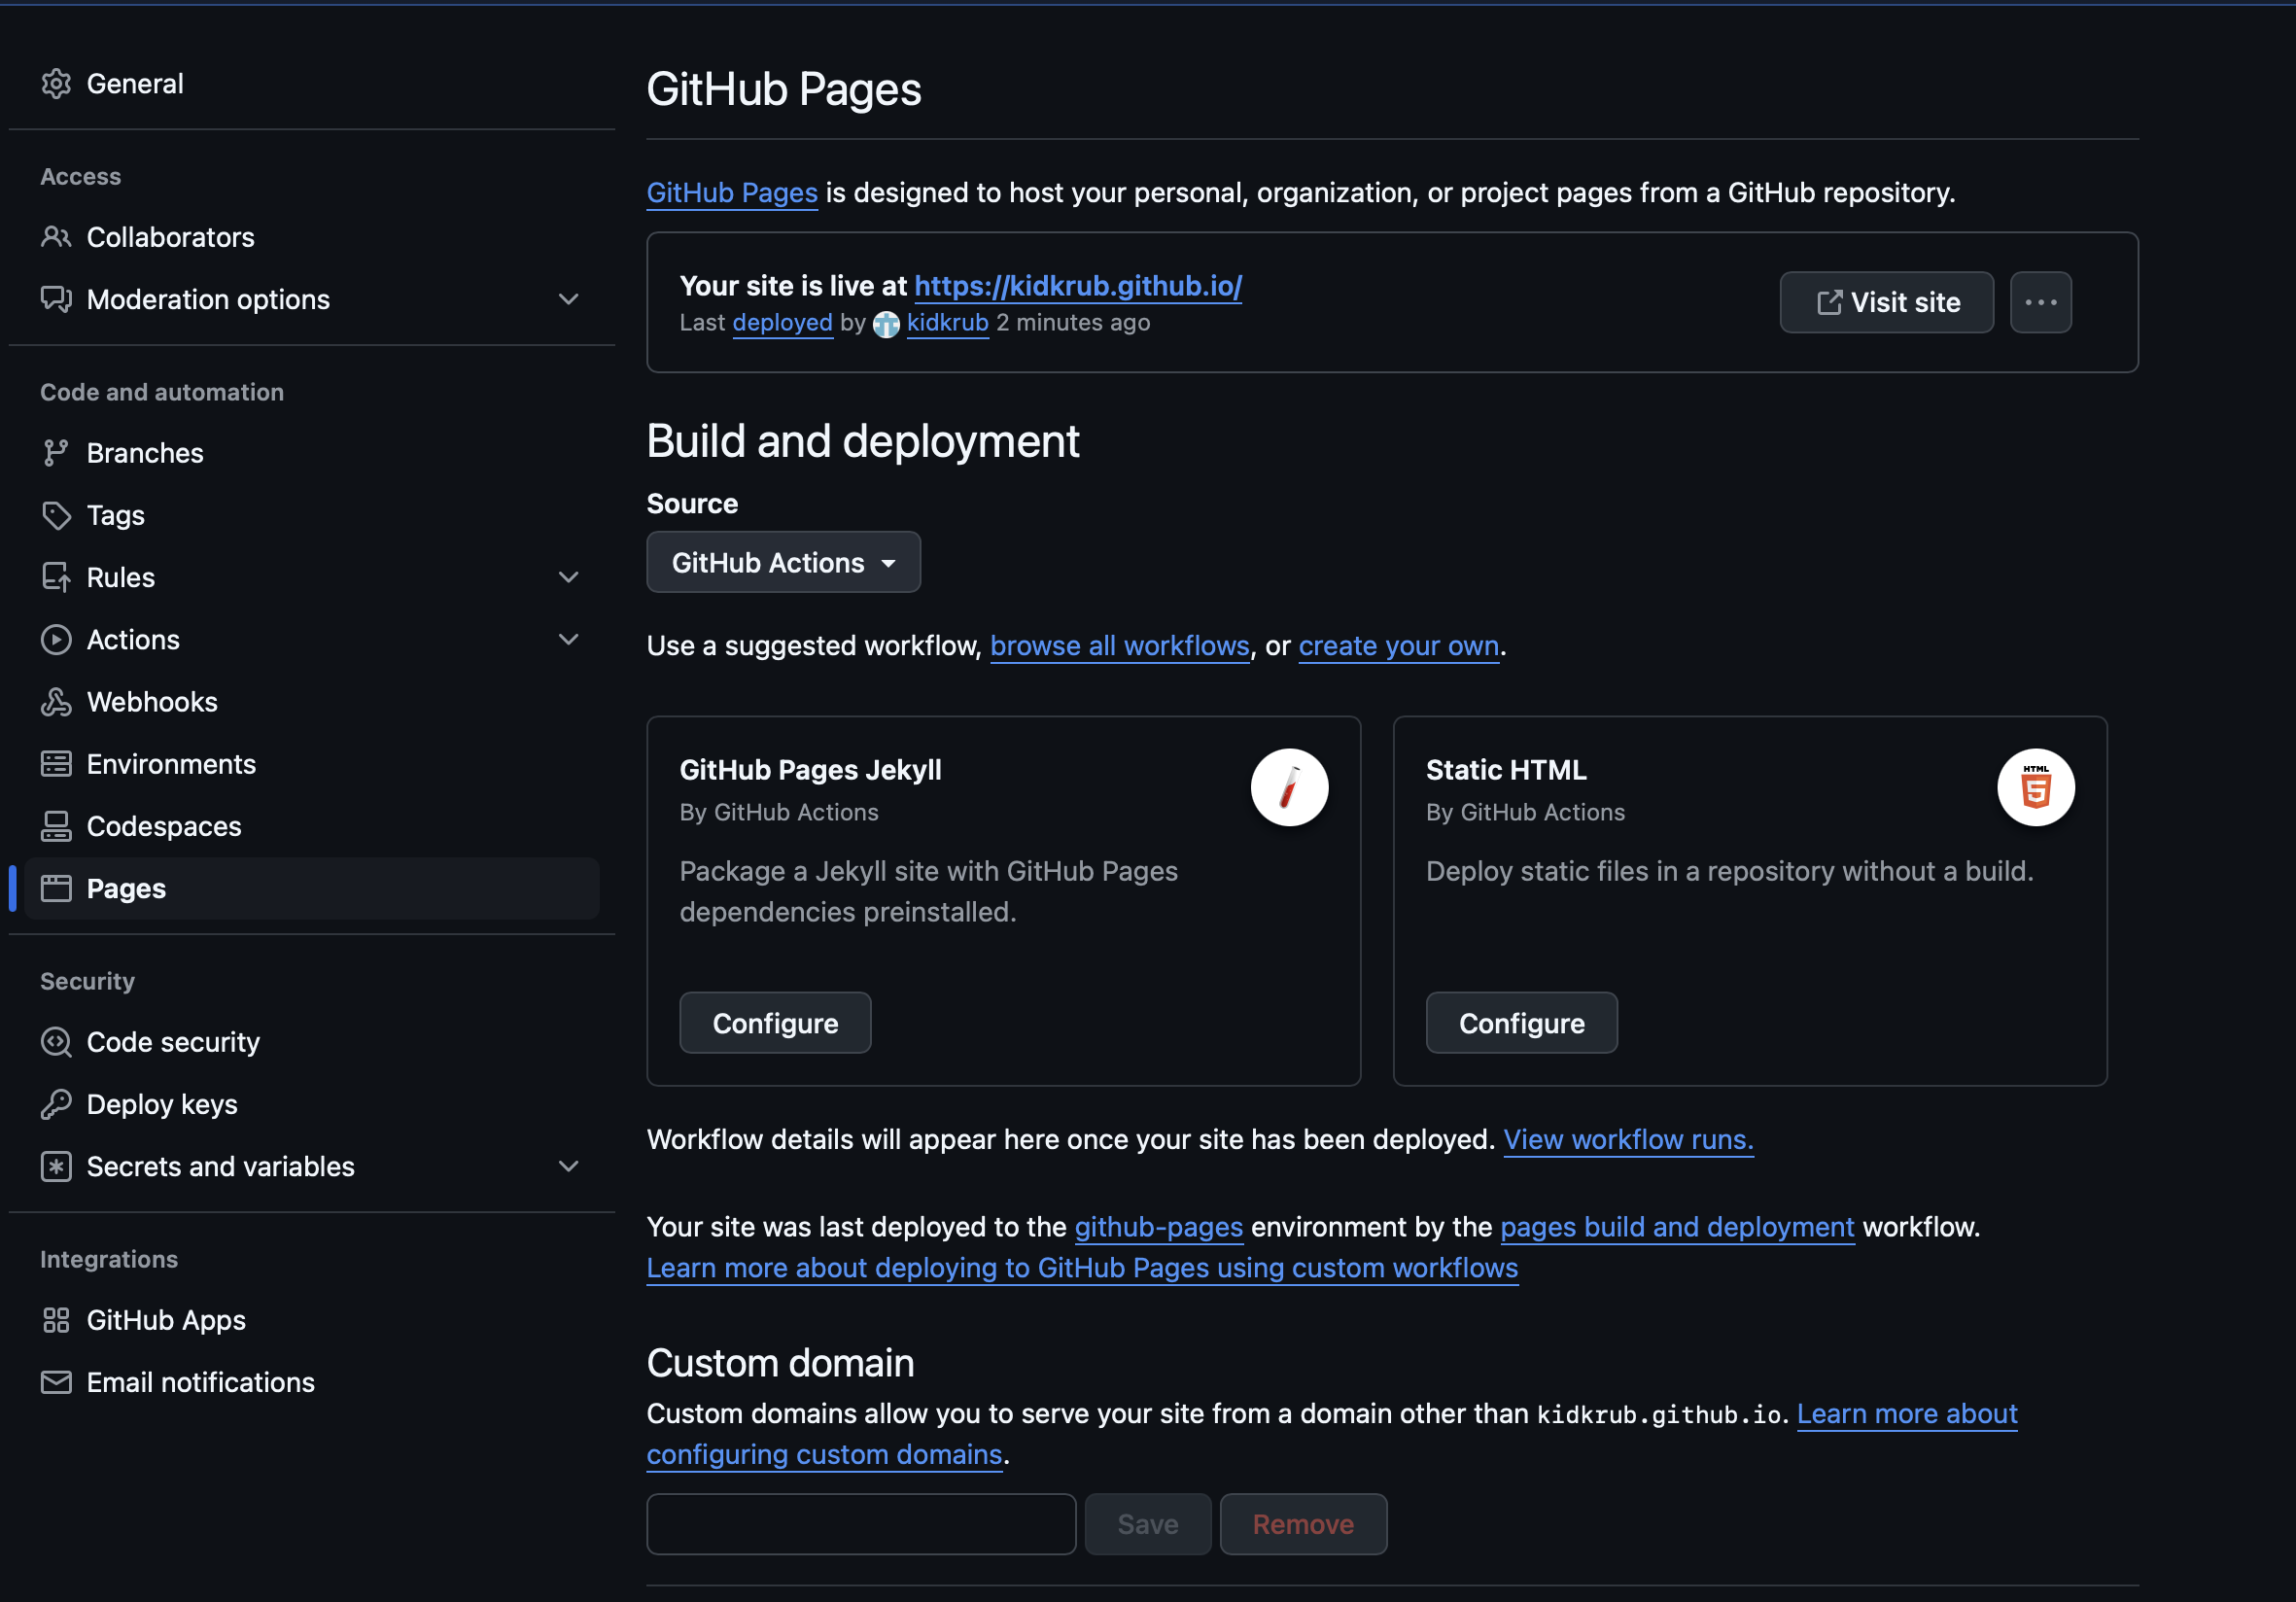 General
Access
Collaborators
Moderation options
Code and automation
Branches
Tags
Rules
Actions
Webhooks
Environments
Codespaces
Pages
Security
Code security
Deploy keys
Secrets and variables
Integrations
GitHub Apps
Email notifications
GitHub Pages
GitHub Pages is designed to host your personal, organization, or project pages from a GitHub repository.
Your site is live at https://kidkrub.github.io/
Last deployed by kidkrub 2 minutes ago
Visit site
Build and deployment
Source
GitHub Actions
Use a suggested workflow, browse all workflows, or create your own.
GitHub Pages Jekyll
By GitHub Actions
Package a Jekyll site with GitHub Pages
dependencies preinstalled.
Configure
Static HTML
By GitHub Actions
HTML
5
Deploy static files in a repository without a build.
Configure
Workflow details will appear here once your site has been deployed. View workflow runs.
Your site was last deployed to the github-pages environment by the pages build and deployment workflow.
Learn more about deploying to GitHub Pages using custom workflows
Custom domain
Custom domains allow you to serve your site from a domain other than kidkrub.github.io. Learn more about
configuring custom domains.
Save
Remove